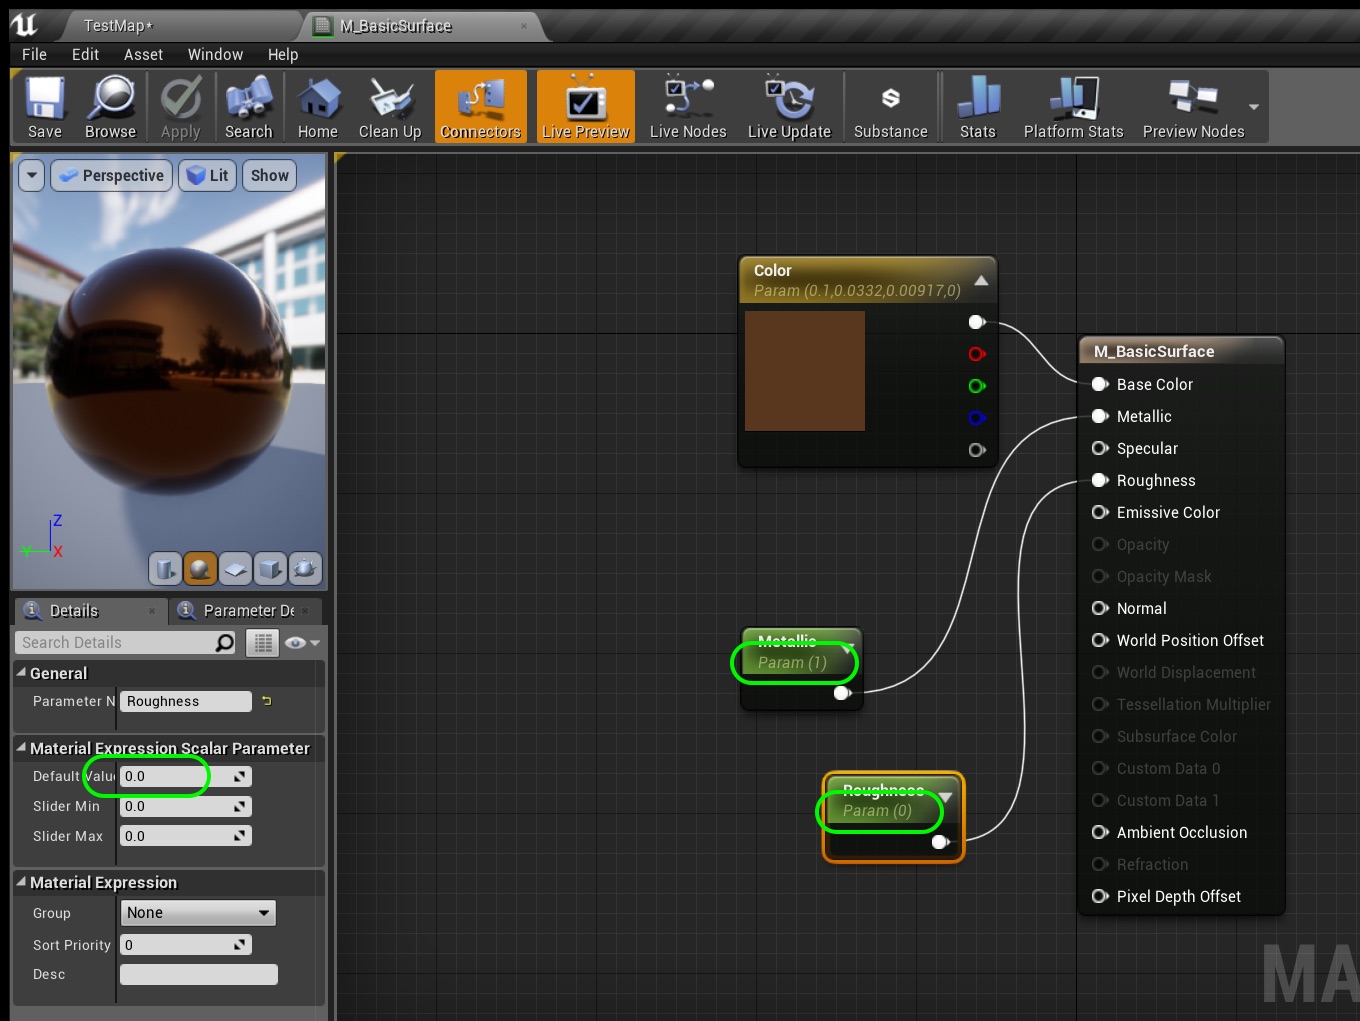 TestMap*
M_BasicSurface
File Edit Asset Window Help
Save Browse Apply Search Home Clean Up Connectors Live Preview Live Nodes Live Update Substance Stats Platform Stats Preview Nodes
Perspective Lit Show
Z
Y
X
Details
Parameter De
Search Details
General
Parameter N Roughness
Material Expression Scalar Parameter
Default Valu 0.0
Slider Min 0.0
Slider Max 0.0
Material Expression
Group None
Sort Priority 0
Desc
Color
Param (0.1,0.0332,0.00917,0)
Metallic
Param (1)
Roughness
Param (0)
M_BasicSurface
Base Color
Metallic
Specular
Roughness
Emissive Color
Opacity
Opacity Mask
Normal
World Position Offset
World Displacement
Tessellation Multiplier
Subsurface Color
Custom Data 0
Custom Data 1
Ambient Occlusion
Refraction
Pixel Depth Offset
MA